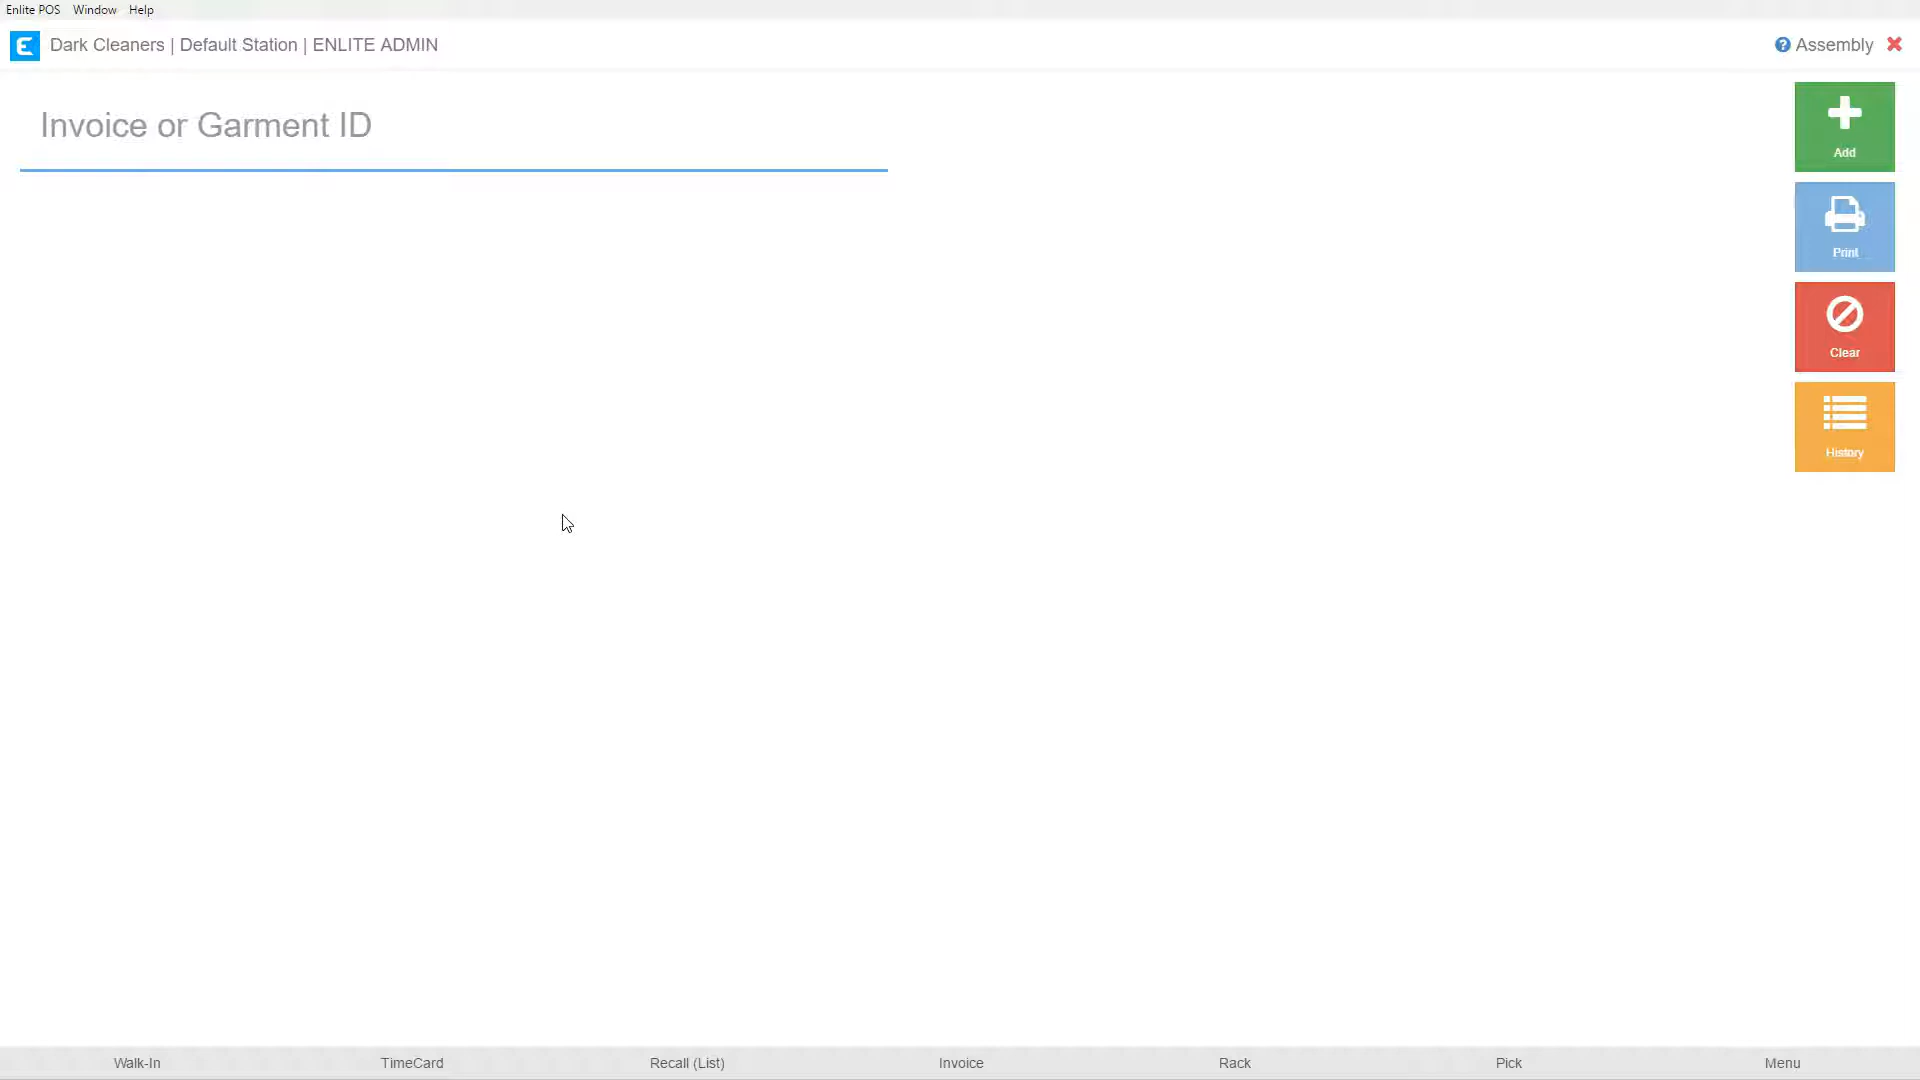 Enlite POS Window Help
E Dark Cleaners | Default Station | ENLITE ADMIN
? Assembly
Invoice or Garment ID
Add
Print
Clear
History
Walk-In TimeCard Recall (List) Invoice Rack Pick Menu